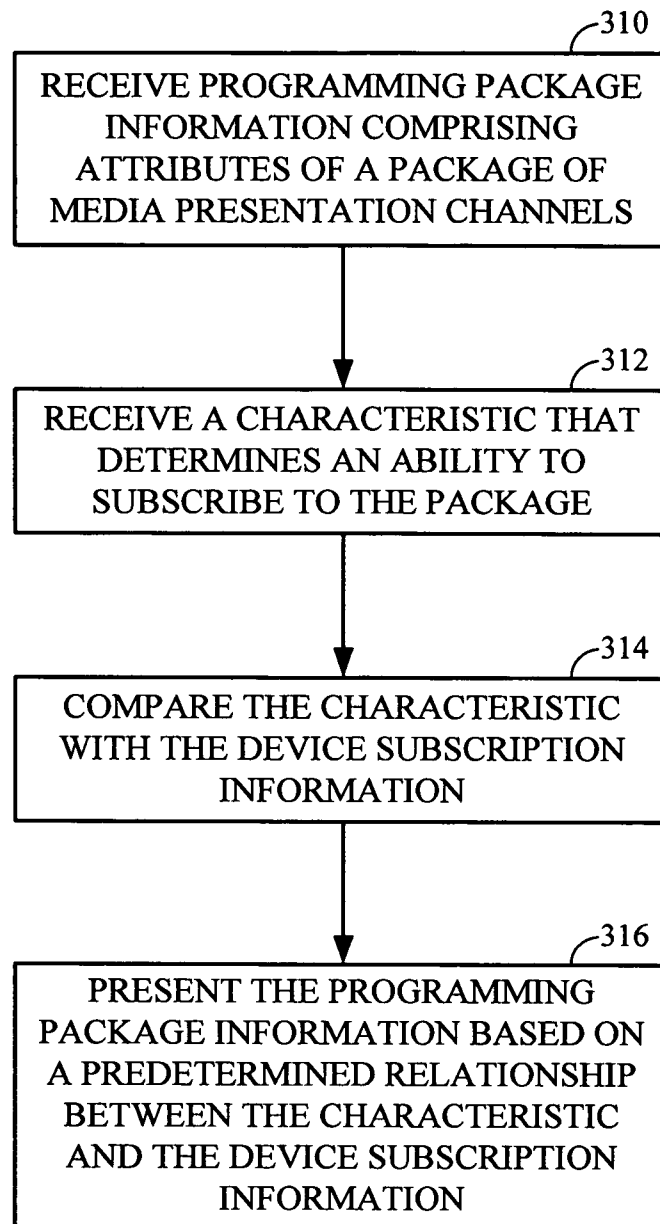 310
RECEIVE PROGRAMMING PACKAGE
INFORMATION COMPRISING
ATTRIBUTES OF A PACKAGE OF
MEDIA PRESENTATION CHANNELS
312
RECEIVE A CHARACTERISTIC THAT
DETERMINES AN ABILITY TO
SUBSCRIBE TO THE PACKAGE
314
COMPARE THE CHARACTERISTIC
WITH THE DEVICE SUBSCRIPTION
INFORMATION
316
PRESENT THE PROGRAMMING
PACKAGE INFORMATION BASED ON
A PREDETERMINED RELATIONSHIP
BETWEEN THE CHARACTERISTIC
AND THE DEVICE SUBSCRIPTION
INFORMATION